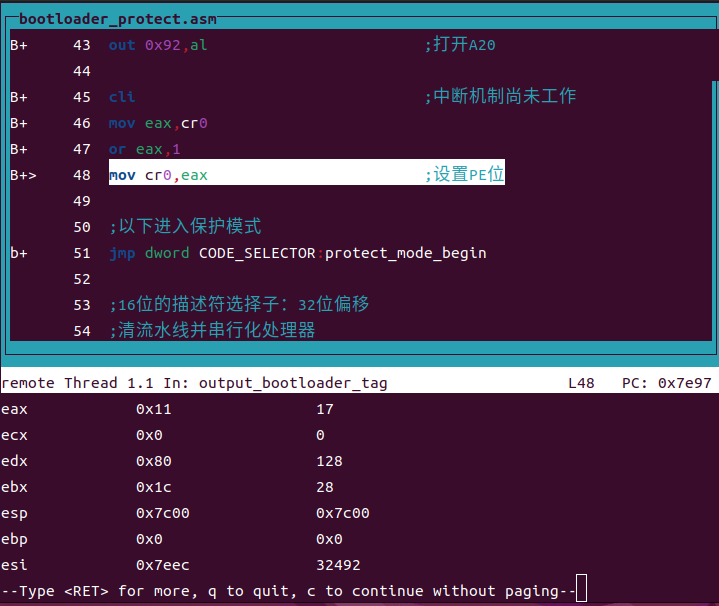 bootloader_protect.asm
B+ 43 out 0x92,al ;打开A20
44
B+ 45 cli ;中断机制尚未工作
B+ 46 mov eax,cr0
B+ 47 or eax,1
B+> 48 mov cr0,eax ;设置PE位
49
50 ;以下进入保护模式
b+ 51 jmp dword CODE_SELECTOR:protect_mode_begin
52
53 ;16位的描述符选择子：32位偏移
54 ;清流水线并串行化处理器
remote Thread 1.1 In: output_bootloader_tag L48 PC: 0x7e97
eax 0x11 17
ecx 0x0 0
edx 0x80 128
ebx 0x1c 28
esp 0x7c00 0x7c00
ebp 0x0 0x0
esi 0x7eec 32492
--Type <RET> for more, q to quit, c to continue without paging--